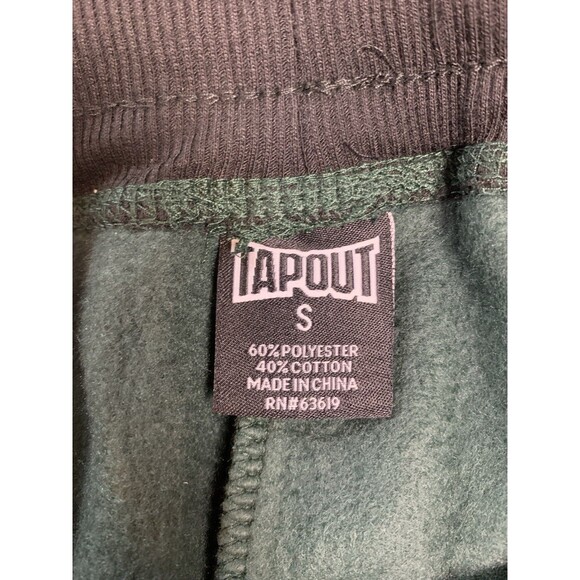 TAPOUT
S
60% POLYESTER
40% COTTON
MADE IN CHINA
RN#63619